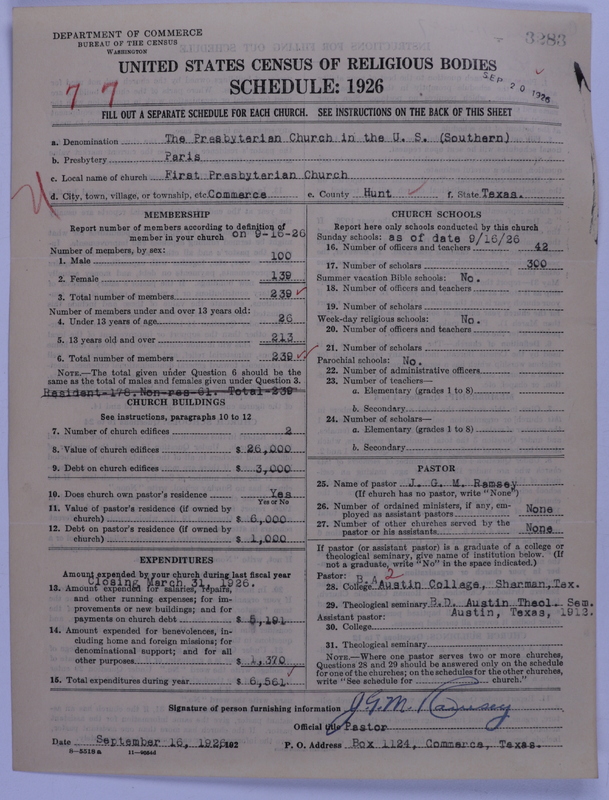 DEPARTMENT OF COMMERCE
BUREAU OF THE CENSUS
WASHINGTON
3283
UNITED STATES CENSUS OF RELIGIOUS BODIES
SCHEDULE: 1926
SEP 20 1926
7 7
FILL OUT A SEPARATE SCHEDULE FOR EACH CHURCH. SEE INSTRUCTIONS ON THE BACK OF THIS SHEET
a. Denomination The Presbyterian Church in the U. S. (Southern)
b. Presbytery Paris
c. Local name of church First Presbyterian Church
d. City, town, village, or township, etc. Commerce e. County Hunt f. State Texas.
MEMBERSHIP
Report number of members according to definition of
member in your church on 9-16-26
Number of members, by sex:
1. Male 100
2. Female 139
3. Total number of members 239
Number of members under and over 13 years old:
4. Under 13 years of age 26
5. 13 years old and over 213
6. Total number of members 239
NOTE.—The total given under Question 6 should be the
same as the total of males and females given under Question 3.
Resident-178. Non-res-61. Total-239
CHURCH BUILDINGS
See instructions, paragraphs 10 to 12
7. Number of church edifices 2
8. Value of church edifices $ 26,000
9. Debt on church edifices $ 3,000
10. Does church own pastor's residence Yes
Yes or No
11. Value of pastor's residence (if owned by
church) $ 6,000
12. Debt on pastor's residence (if owned by
church) $ 1,000
EXPENDITURES
Amount expended by your church during last fiscal year
Closing March 31, 1926.
13. Amount expended for salaries, repairs,
and other running expenses; for im-
provements or new buildings; and for
payments on church debt $ 5,191
14. Amount expended for benevolences, in-
cluding home and foreign missions; for
denominational support; and for all
other purposes $ 1,370
15. Total expenditures during year $ 6,561
CHURCH SCHOOLS
Report here only schools conducted by this church
Sunday schools: as of date 9/16/26
16. Number of officers and teachers 42
17. Number of scholars 300
Summer vacation Bible schools: No.
18. Number of officers and teachers
19. Number of scholars
Week-day religious schools: No.
20. Number of officers and teachers
21. Number of scholars
Parochial schools: No.
22. Number of administrative officers
23. Number of teachers—
a. Elementary (grades 1 to 8)
b. Secondary
24. Number of scholars—
a. Elementary (grades 1 to 8)
b. Secondary
PASTOR
25. Name of pastor J. G. M. Ramsey
(If church has no pastor, write "None")
26. Number of ordained ministers, if any, em-
ployed as assistant pastors None
27. Number of other churches served by the
pastor or his assistants None
If pastor (or assistant pastor) is a graduate of a college or
theological seminary, give name of institution below. (If
not a graduate, write "No" in the space indicated.)
Pastor: B.A. 2
28. College Austin College, Sherman, Tex.
29. Theological seminary B.D. Austin Theol. Sem.
Assistant pastor: Austin, Texas, 1913.
30. College
31. Theological seminary
NOTE.—Where one pastor serves two or more churches,
Questions 28 and 29 should be answered only on the schedule
for one of the churches; on the schedules for the other churches,
write "See schedule for church."
Signature of person furnishing information J.G.M. Ramsey
Official title Pastor
Date September 16, 1926 192 P. O. Address Box 1124, Commerce, Texas.
8-5518 a